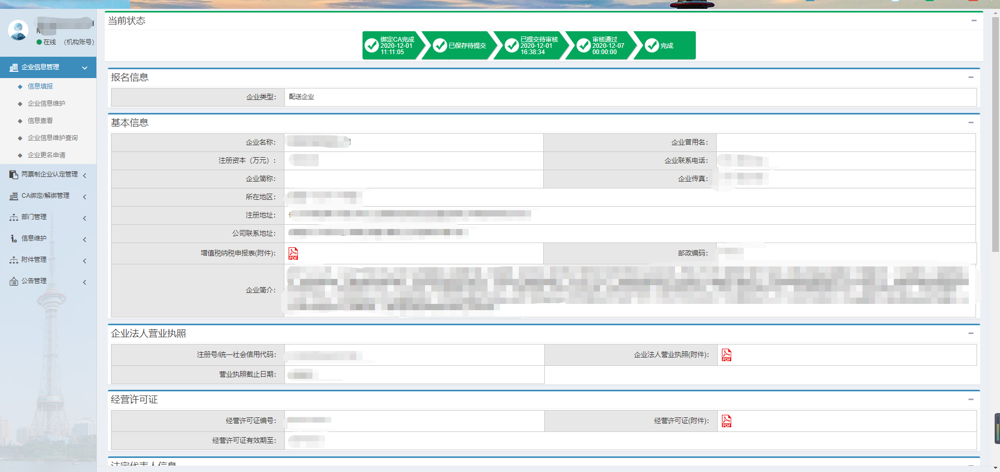 在线 (机构账号)
企业信息管理
信息填报
企业信息维护
信息查看
企业信息维护查询
企业更名申请
两票制企业认定管理
CA绑定/解绑管理
部门管理
信息维护
附件管理
公告管理
当前状态
绑定CA完成
2020-12-01
11:11:05
已保存待提交
已提交待审核
2020-12-01
16:38:34
审核通过
2020-12-07
00:00:00
完成
报名信息
企业类型: 配送企业
基本信息
企业名称:
企业曾用名:
注册资本（万元）:
企业联系电话:
企业简称:
企业传真:
所在地区:
注册地址:
公司联系地址:
增值税纳税申报表(附件): PDF
邮政编码:
企业简介:
企业法人营业执照
注册号/统一社会信用代码:
企业法人营业执照(附件): PDF
营业执照截止日期:
经营许可证
经营许可证编号:
经营许可证(附件): PDF
经营许可证有效期至:
法定代表人信息